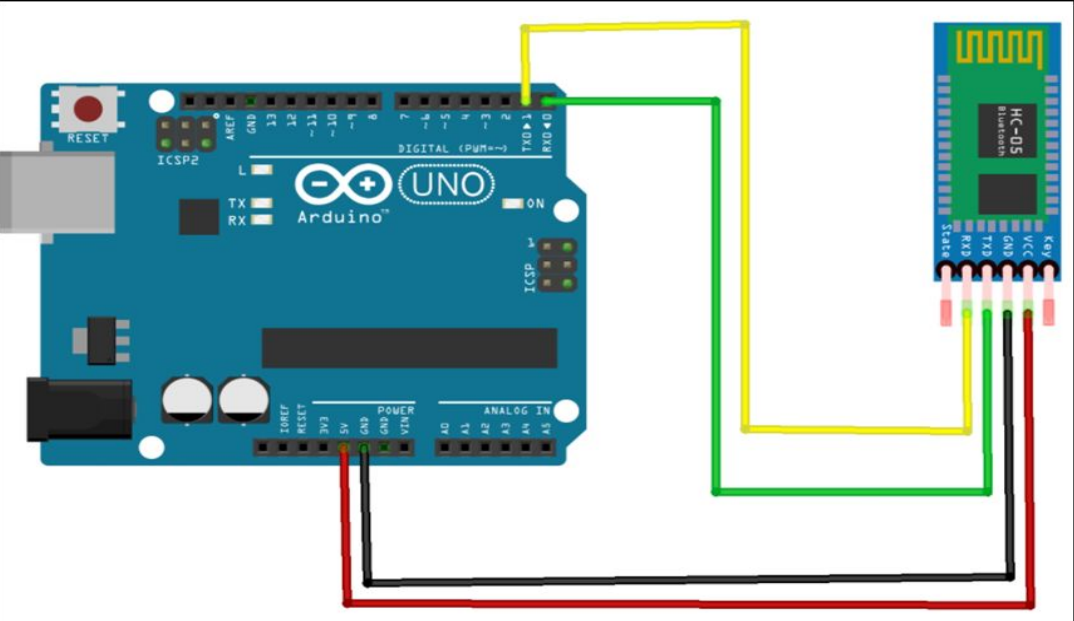 RESET
ICSP2
AREF
GND
13
12
~11
~10
~9
8
7
~6
~5
4
~3
2
TXD▶1
RXD◀0
DIGITAL (PWM=~)
L
TX
RX
Arduino™
UNO
ON
1
ICSP
IOREF
RESET
3V3
5V
GND
GND
VIN
POWER
ANALOG IN
A0
A1
A2
A3
A4
A5
HC-05
Bluetooth
State
RXD
TXD
GND
VCC
Key